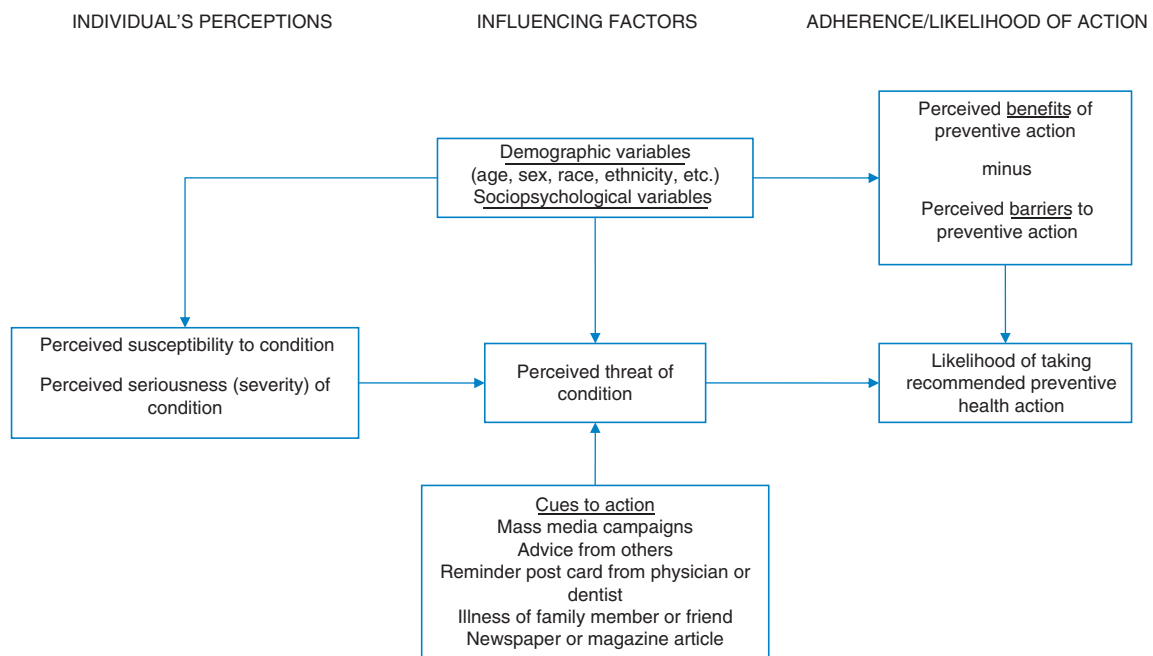 INDIVIDUAL'S PERCEPTIONS
INFLUENCING FACTORS
ADHERENCE/LIKELIHOOD OF ACTION
Demographic variables
(age, sex, race, ethnicity, etc.)
Sociopsychological variables
Perceived benefits of
preventive action
minus
Perceived barriers to
preventive action
Perceived susceptibility to condition
Perceived seriousness (severity) of
condition
Perceived threat of
condition
Likelihood of taking
recommended preventive
health action
Cues to action
Mass media campaigns
Advice from others
Reminder post card from physician or
dentist
Illness of family member or friend
Newspaper or magazine article